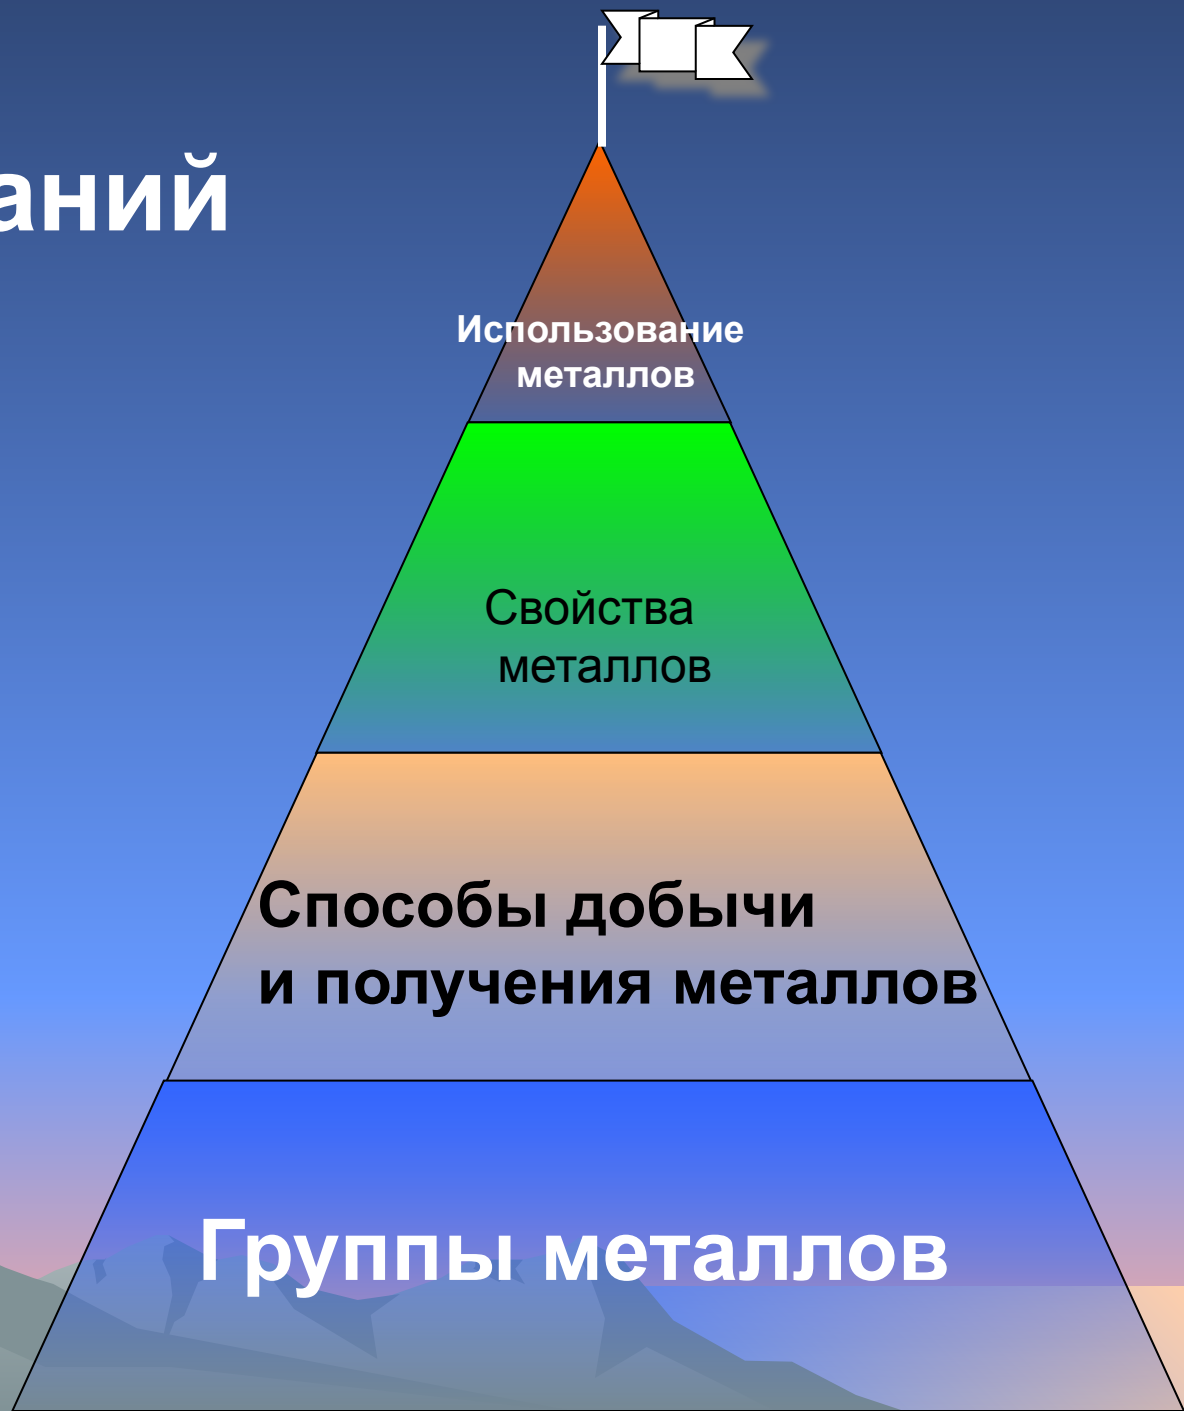 аний
Использование
металлов
Свойства
металлов
Способы добычи
и получения металлов
Группы металлов